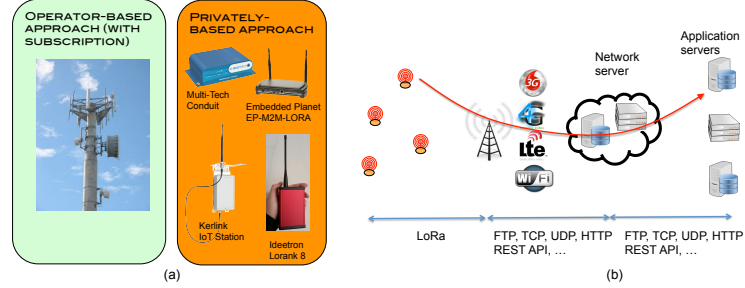 OPERATOR-BASED
APPROACH (WITH
SUBSCRIPTION)
PRIVATELY-
BASED APPROACH
Multi-Tech
Conduit
Embedded Planet
EP-M2M-LORA
Kerlink
IoT Station
Ideetron
Lorank 8
(a)
Network
server
Application
servers
3G
4G
Lte
Wi Fi
LoRa
FTP, TCP, UDP, HTTP
REST API, …
FTP, TCP, UDP, HTTP
REST API, …
(b)